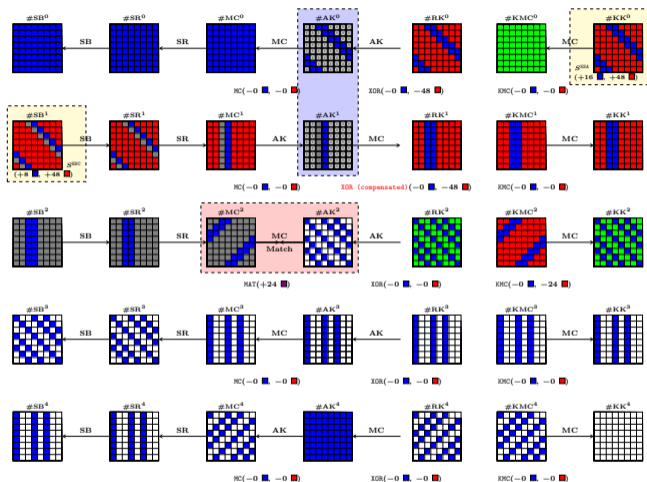 #SB⁰ #SR⁰ #MC⁰ #AK⁰ #RK⁰ #KMC⁰ #KK⁰
SB SR MC AK MC
S^ENC
MC(−0 , −0 ) XOR(−0 , −48 ) KMC(−0 , −0 ) (+16 , +48 )
#SB¹ #SR¹ #MC¹ #AK¹ #RK¹ #KMC¹ #KK¹
SB SR MC AK MC MC
S^ENC
(+8 , +48 )
MC(−0 , −0 ) XOR (compensated)(−0 , −48 ) KMC(−0 , −0 )
#SB² #SR² #MC² #AK² #RK² #KMC² #KK²
SB SR MC AK MC
Match
MAT(+24 ) XOR(−0 , −0 ) KMC(−0 , −24 )
#SB³ #SR³ #MC³ #AK³ #RK³ #KMC³ #KK³
SB SR MC AK MC
MC(−0 , −0 ) XOR(−0 , −0 ) KMC(−0 , −0 )
#SB⁴ #SR⁴ #MC⁴ #AK⁴ #RK⁴ #KMC⁴ #KK⁴
SB SR AK MC MC
MC(−0 , −0 ) XOR(−0 , −0 ) KMC(−0 , −0 )